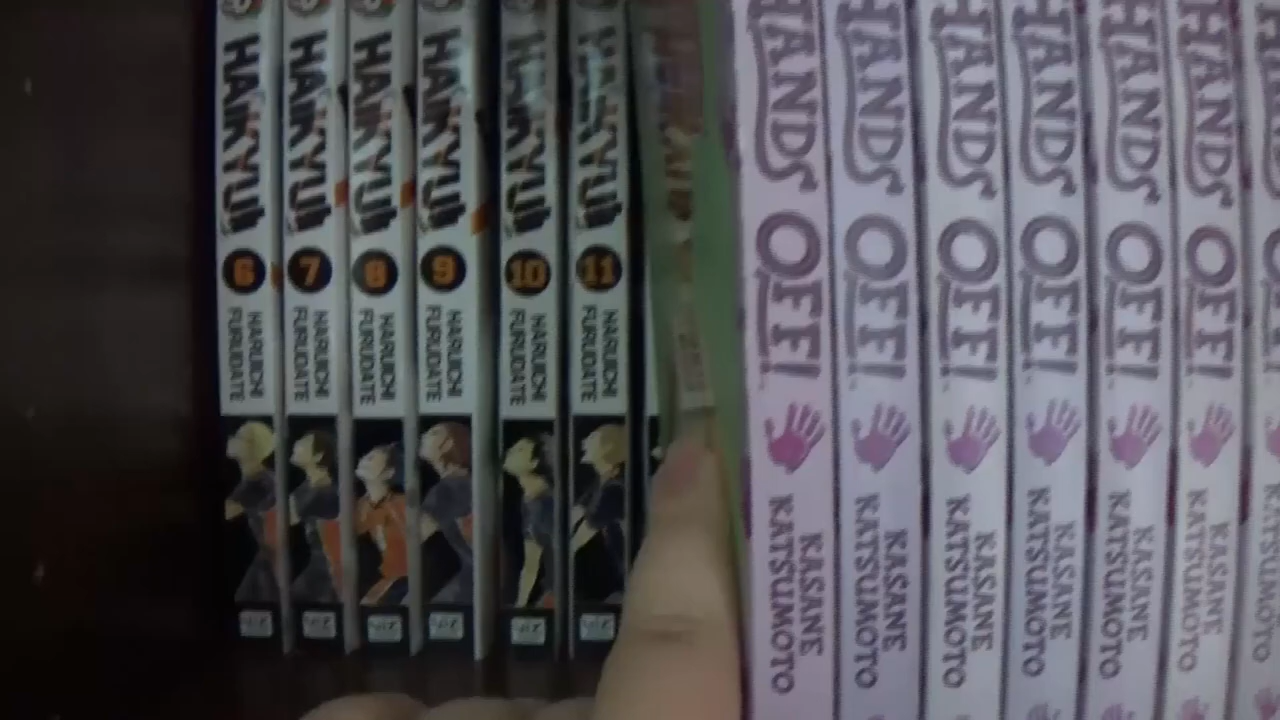 HAIKYU!!
6
HARUICHI
FURUDATE
HAIKYU!!
7
HARUICHI
FURUDATE
HAIKYU!!
8
HARUICHI
FURUDATE
HAIKYU!!
9
HARUICHI
FURUDATE
HAIKYU!!
10
HARUICHI
FURUDATE
HAIKYU!!
11
HARUICHI
FURUDATE
HANDS OFF!
KASANE
KATSUMOTO
HANDS OFF!
KASANE
KATSUMOTO
HANDS OFF!
KASANE
KATSUMOTO
HANDS OFF!
KASANE
KATSUMOTO
HANDS OFF!
KASANE
KATSUMOTO
HANDS OFF!
KASANE
KATSUMOTO